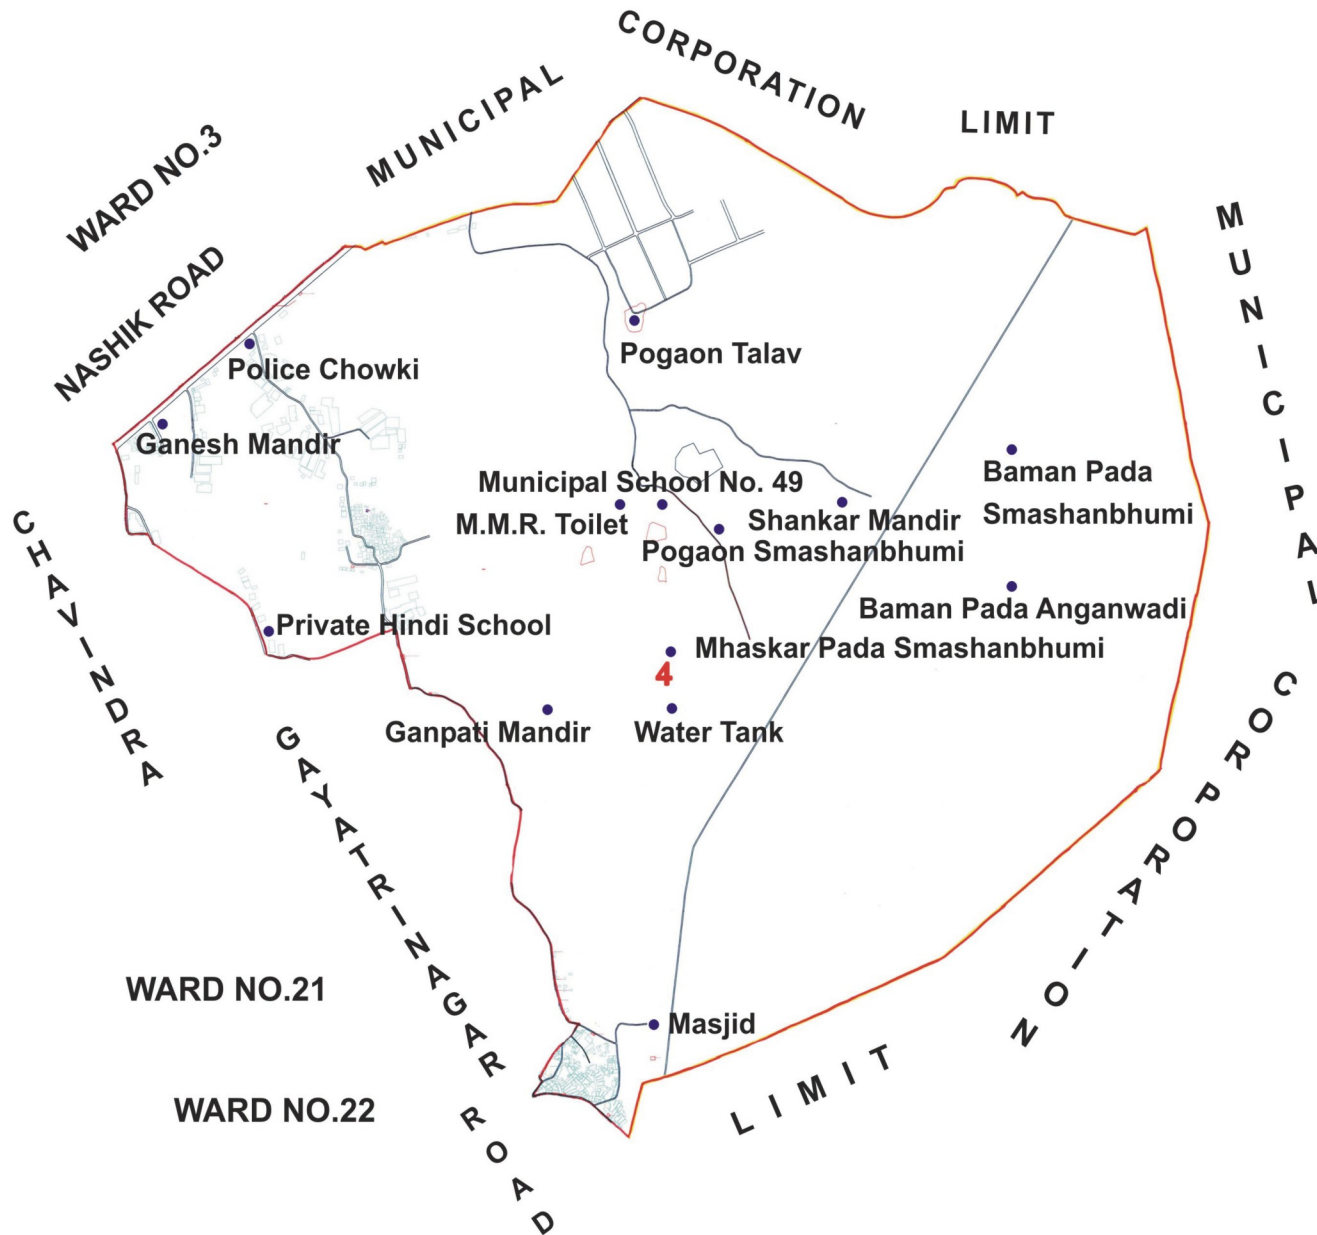 CORPORATION
MUNICIPAL
LIMIT
WARD NO.3
NASHIK ROAD
MUNICIPAL
Pogaon Talav
Police Chowki
Ganesh Mandir
Baman Pada
Smashanbhumi
Municipal School No. 49
M.M.R. Toilet
Shankar Mandir
Pogaon Smashanbhumi
CHAVINDRA
Baman Pada Anganwadi
Private Hindi School
Mhaskar Pada Smashanbhumi
4
CORPORATION
Ganpati Mandir
Water Tank
GAYATRINAGAR
WARD NO.21
Masjid
LIMIT
WARD NO.22
ROAD